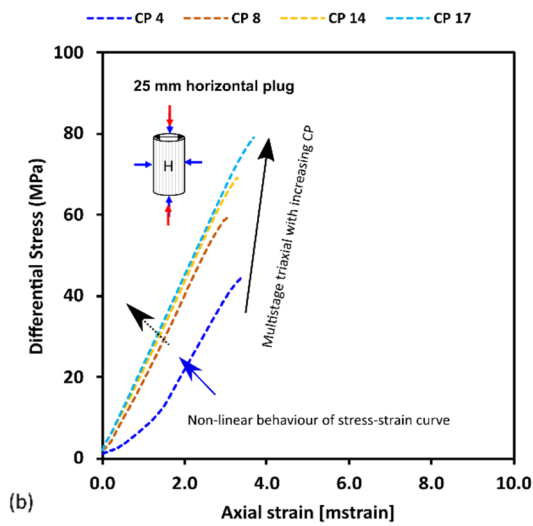 CP 4 CP 8 CP 14 CP 17
100
80
60
40
20
0
Differential Stress (MPa)
25 mm horizontal plug
H
Multistage triaxial with increasing CP
Non-linear behaviour of stress-strain curve
0.0 2.0 4.0 6.0 8.0 10.0
Axial strain [mstrain]
(b)